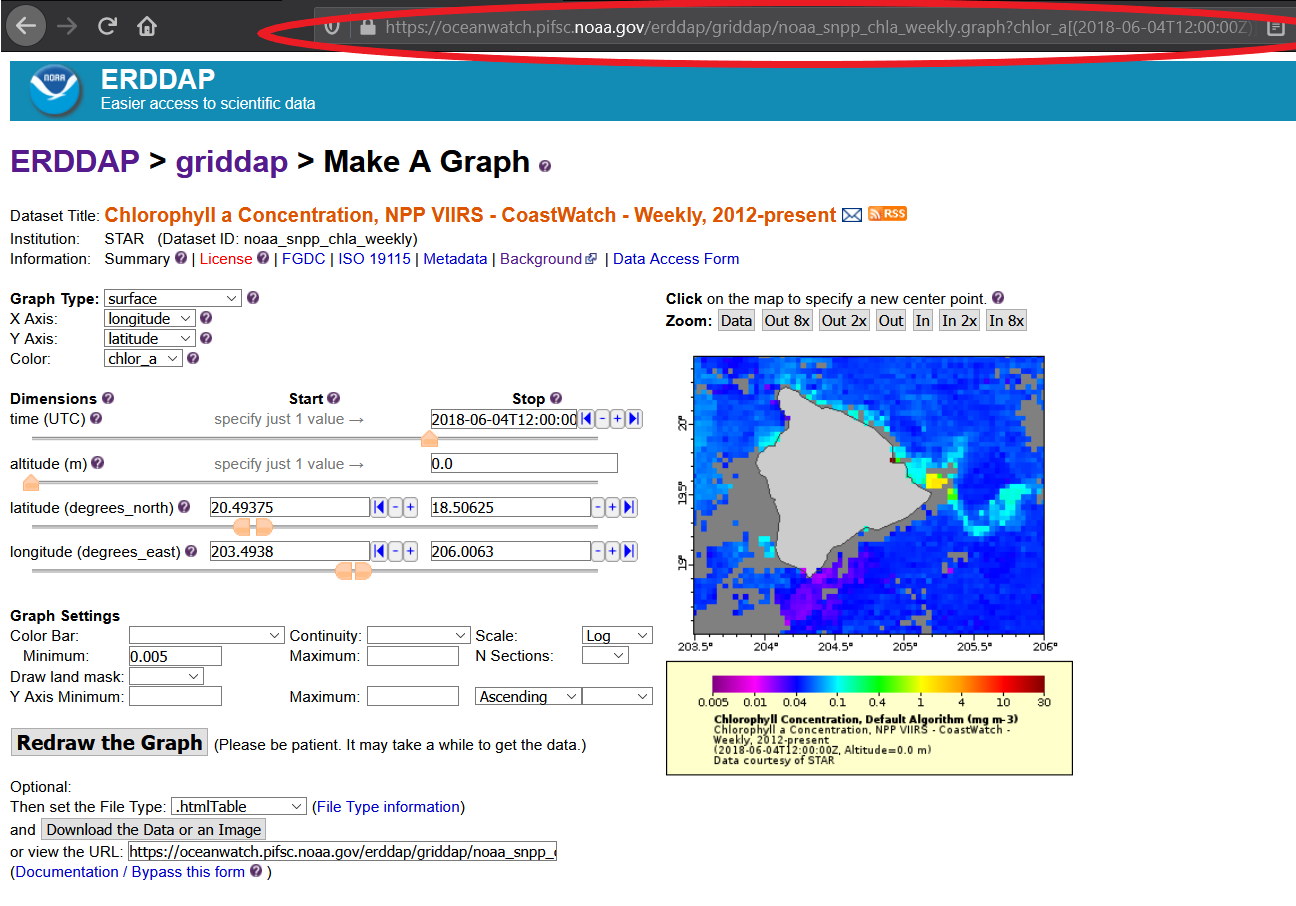 https://oceanwatch.pifsc.noaa.gov/erddap/griddap/noaa_snpp_chla_weekly.graph?chlor_a[(2018-06-04T12:00:00Z)
NOAA
ERDDAP
Easier access to scientific data
ERDDAP > griddap > Make A Graph ?
Dataset Title: Chlorophyll a Concentration, NPP VIIRS - CoastWatch - Weekly, 2012-present RSS
Institution: STAR (Dataset ID: noaa_snpp_chla_weekly)
Information: Summary ? | License ? | FGDC | ISO 19115 | Metadata | Background | Data Access Form
Graph Type: surface ?
X Axis: longitude ?
Y Axis: latitude ?
Color: chlor_a ?
Dimensions ? Start ? Stop ?
time (UTC) ? specify just 1 value → 2018-06-04T12:00:00 - +
altitude (m) ? specify just 1 value → 0.0
latitude (degrees_north) ? 20.49375 - + 18.50625 - +
longitude (degrees_east) ? 203.4938 - + 206.0063 - +
Graph Settings
Color Bar: Continuity: Scale: Log
Minimum: 0.005 Maximum: N Sections:
Draw land mask:
Y Axis Minimum: Maximum: Ascending
Redraw the Graph (Please be patient. It may take a while to get the data.)
Optional:
Then set the File Type: .htmlTable (File Type information)
and Download the Data or an Image
or view the URL: https://oceanwatch.pifsc.noaa.gov/erddap/griddap/noaa_snpp_
(Documentation / Bypass this form ? )
Click on the map to specify a new center point. ?
Zoom: Data Out 8x Out 2x Out In In 2x In 8x
20°
19.5°
19°
203.5° 204° 204.5° 205° 205.5° 206°
0.005 0.01 0.04 0.1 0.4 1 4 10 30
Chlorophyll Concentration, Default Algorithm (mg m-3)
Chlorophyll a Concentration, NPP VIIRS - CoastWatch -
Weekly, 2012-present
(2018-06-04T12:00:00Z, Altitude=0.0 m)
Data courtesy of STAR